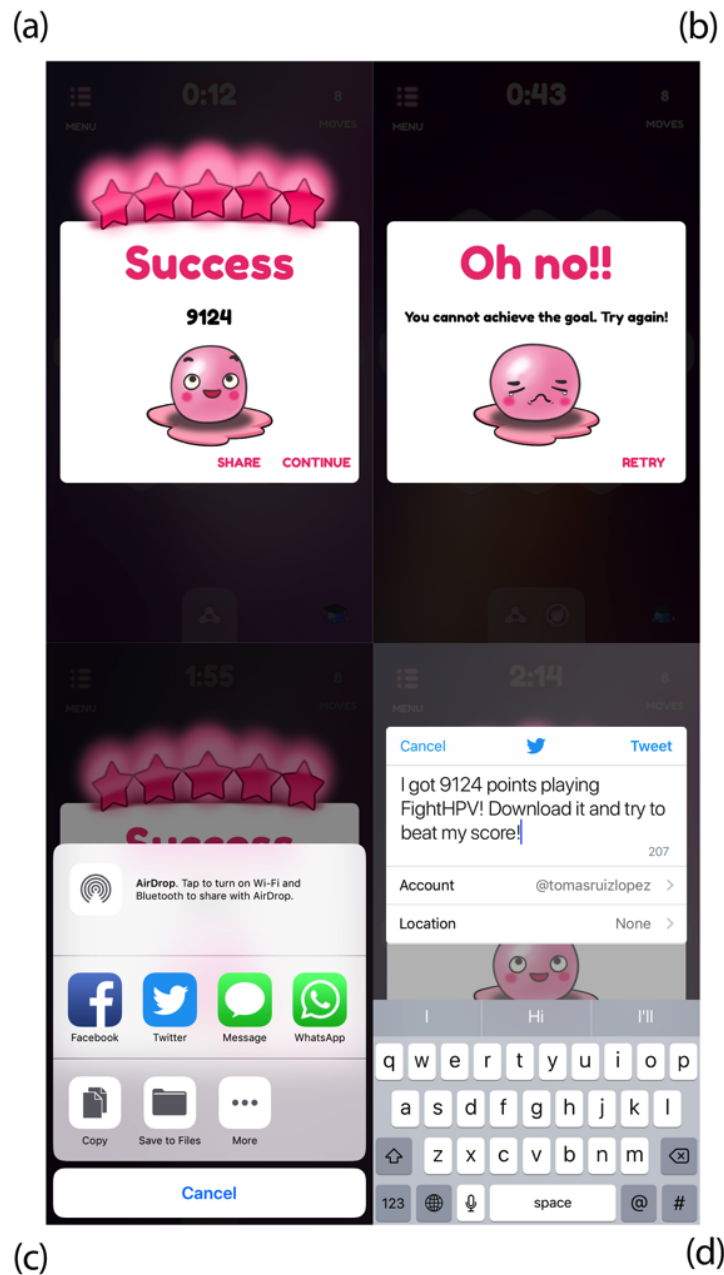 (a)
(b)
0:12
8
MENU
MOVES
Success
9124
SHARE CONTINUE
0:43
8
MENU
MOVES
Oh no!!
You cannot achieve the goal. Try again!
RETRY
1:55
8
MENU
MOVES
Success
AirDrop. Tap to turn on Wi-Fi and
Bluetooth to share with AirDrop.
Facebook Twitter Message WhatsApp
Copy Save to Files More
Cancel
2:14
8
MENU
MOVES
Cancel Tweet
I got 9124 points playing
FightHPV! Download it and try to
beat my score!
207
Account @tomasruizlopez
Location None
I Hi I'll
q w e r t y u i o p
a s d f g h j k l
z x c v b n m
123 space @ #
(c)
(d)